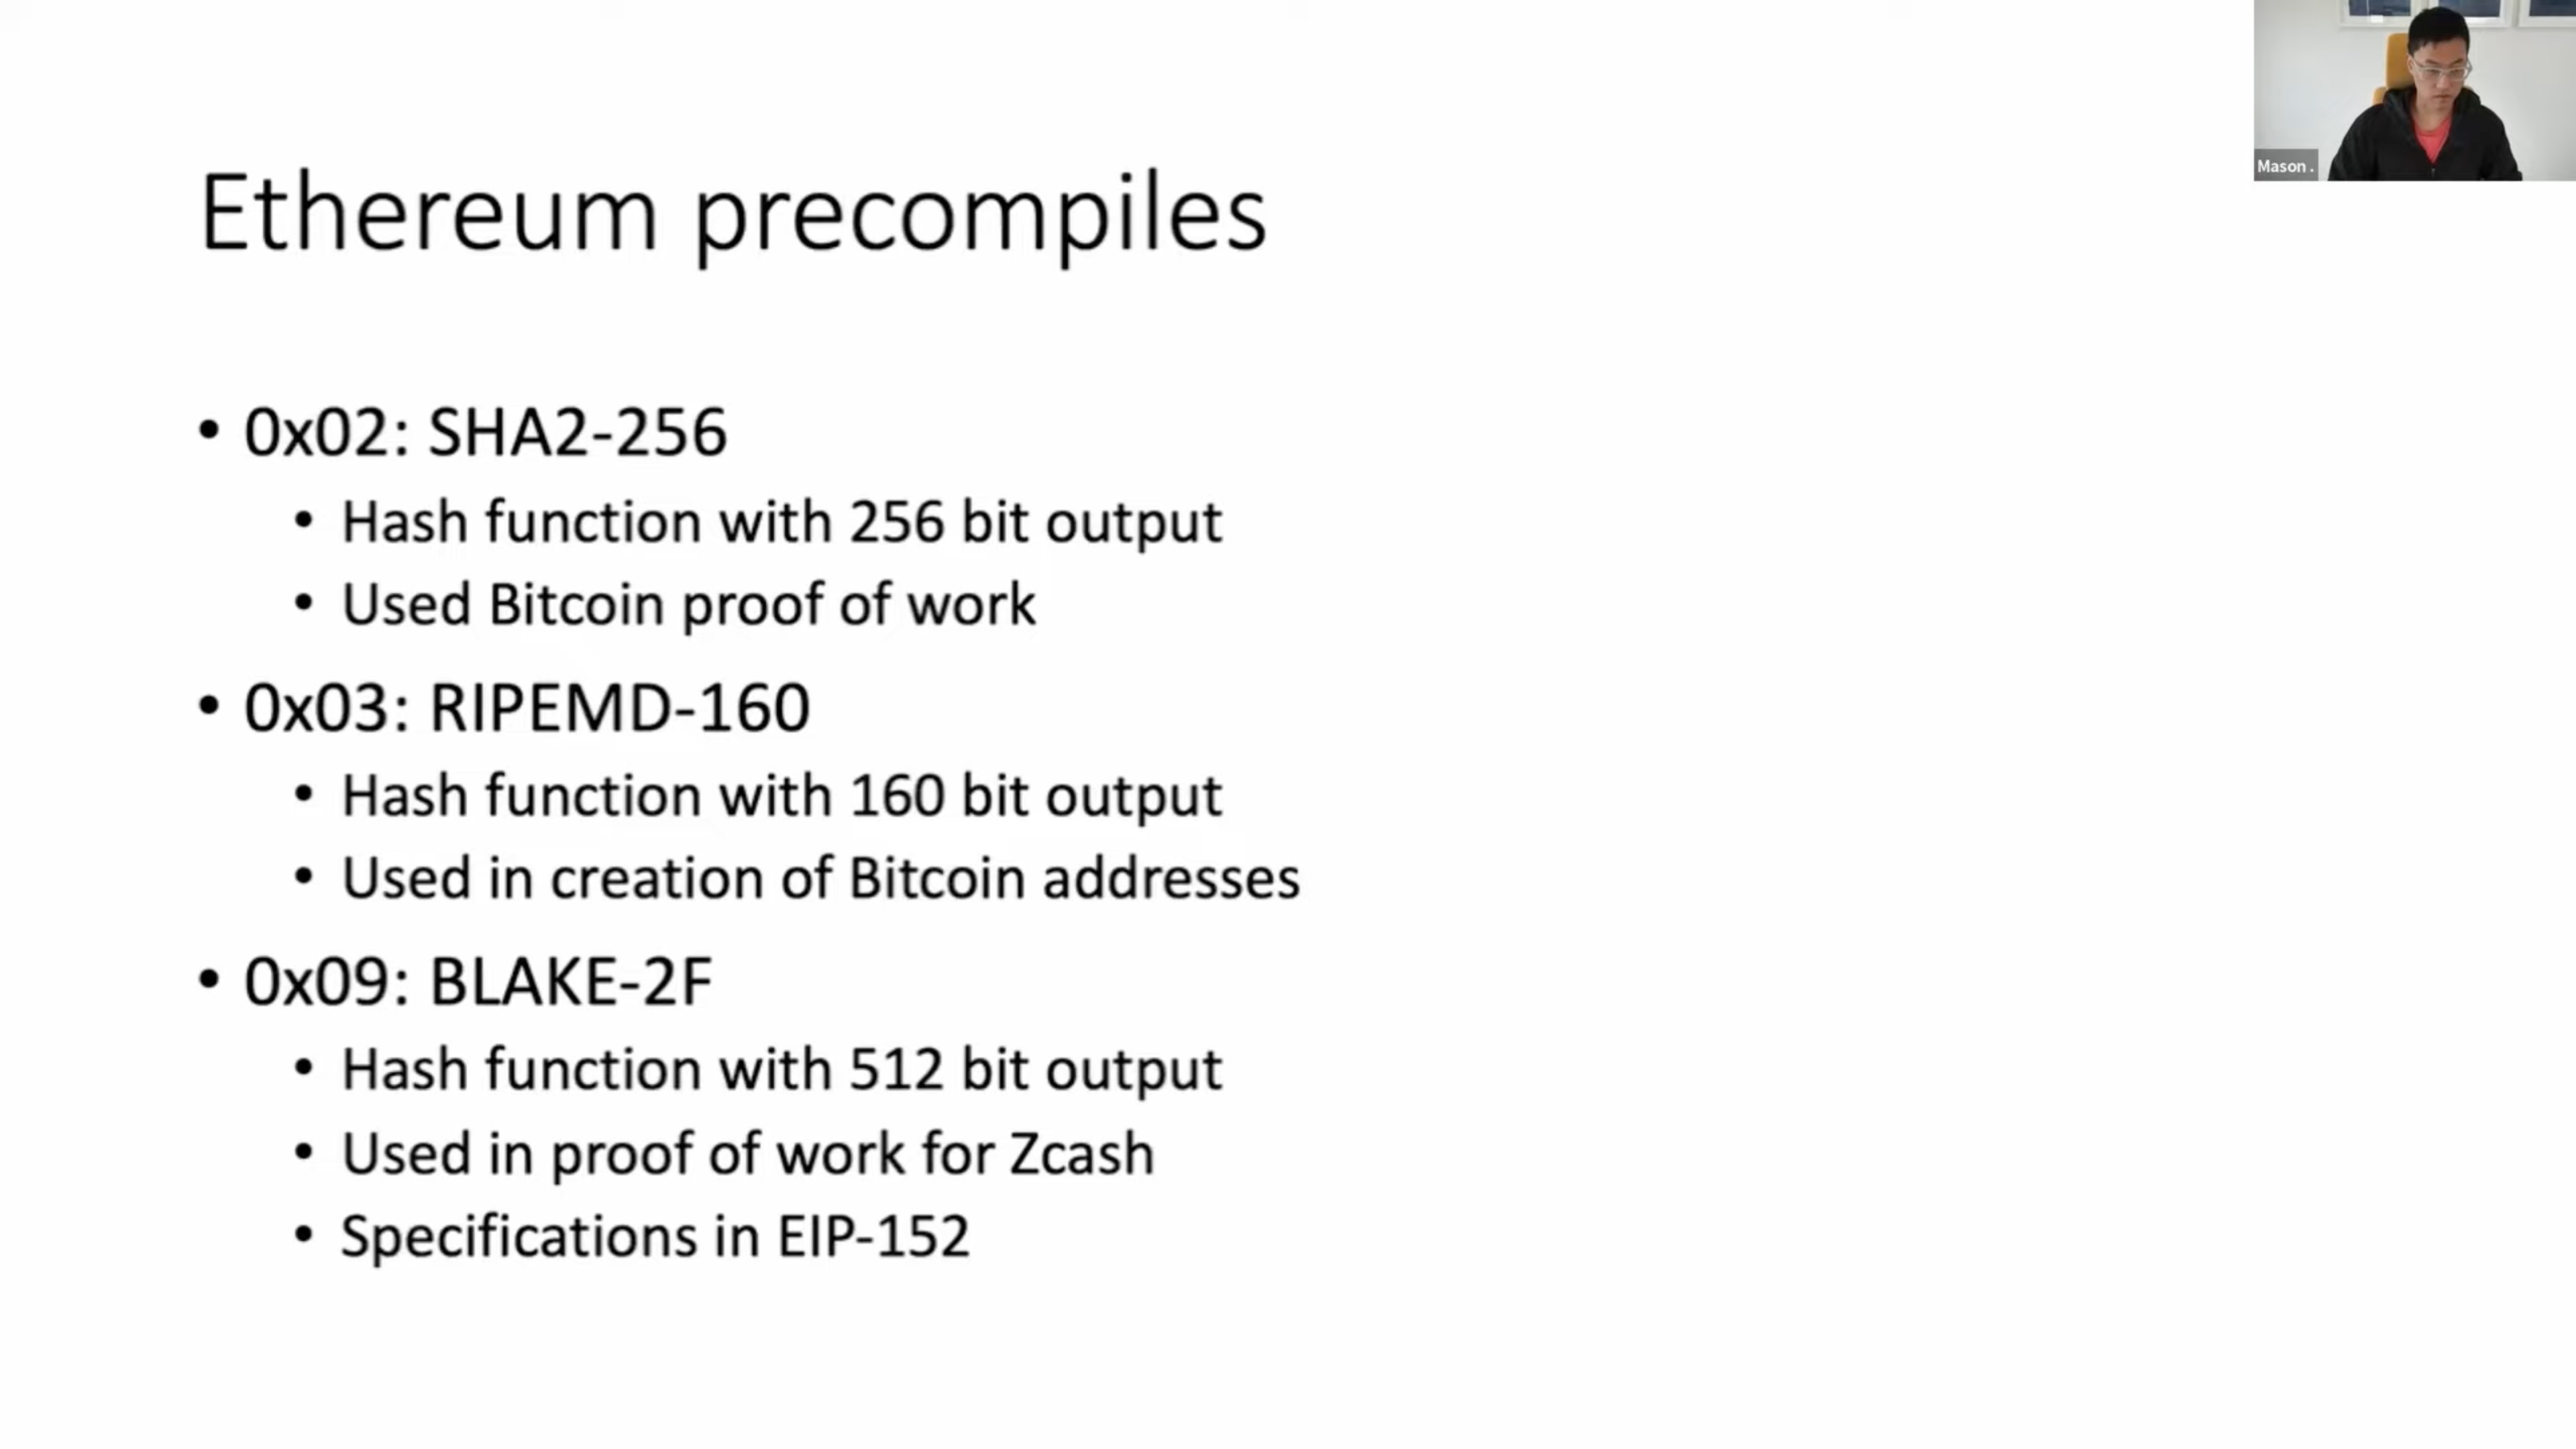 Mason .
Ethereum precompiles
• 0x02: SHA2-256
• Hash function with 256 bit output
• Used Bitcoin proof of work
• 0x03: RIPEMD-160
• Hash function with 160 bit output
• Used in creation of Bitcoin addresses
• 0x09: BLAKE-2F
• Hash function with 512 bit output
• Used in proof of work for Zcash
• Specifications in EIP-152